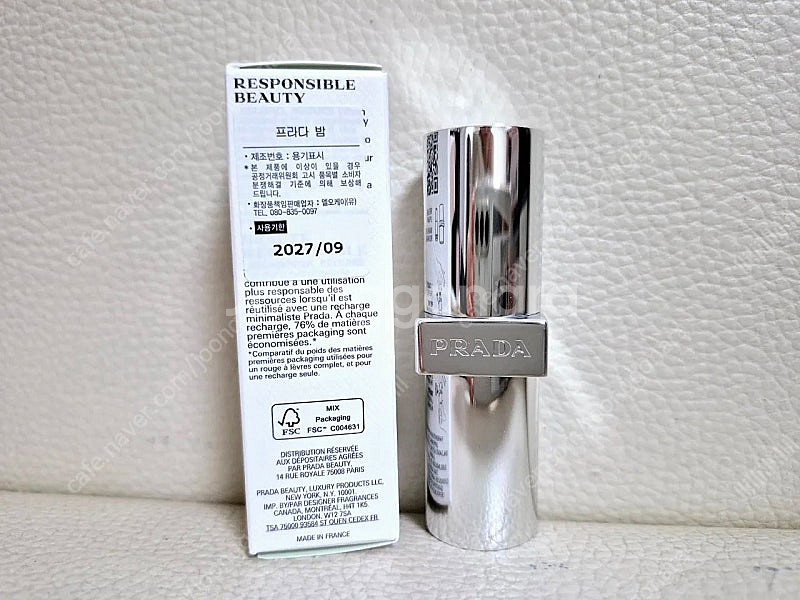 RESPONSIBLE
BEAUTY
프라다 밤
• 제조번호 : 용기표시
* 본 제품에 이상이 있을 경우
공정거래위원회 고시 품목별 소비자
분쟁해결 기준에 의해 보상해
드립니다.
• 화장품책임판매업자 : 엘오케이(유)
TEL. 080-835-0097
• 사용기한
2027/09
contribue à une utilisation
plus responsable des
ressources lorsqu'il est
réutilisé avec une recharge
minimaliste Prada. À chaque
recharge, 76% de matières
premières packaging sont
économisées.*
*Comparatif du poids des matières
premières packaging utilisées pour
un rouge à lèvres complet, et pour
une recharge seule.
FSC
MIX
Packaging
FSC™ C004631
DISTRIBUTION RÉSERVÉE
AUX DÉPOSITAIRES AGRÉÉS
PAR PRADA BEAUTY,
14 RUE ROYALE 75008 PARIS
PRADA BEAUTY, LUXURY PRODUCTS LLC,
NEW YORK, N.Y. 10001.
IMP. BY/PAR DESIGNER FRAGRANCES
CANADA, MONTRÉAL, H4T 1K5.
LONDON, W12 7SA
TSA 75000 93584 ST OUEN CEDEX FR
MADE IN FRANCE
PRADA